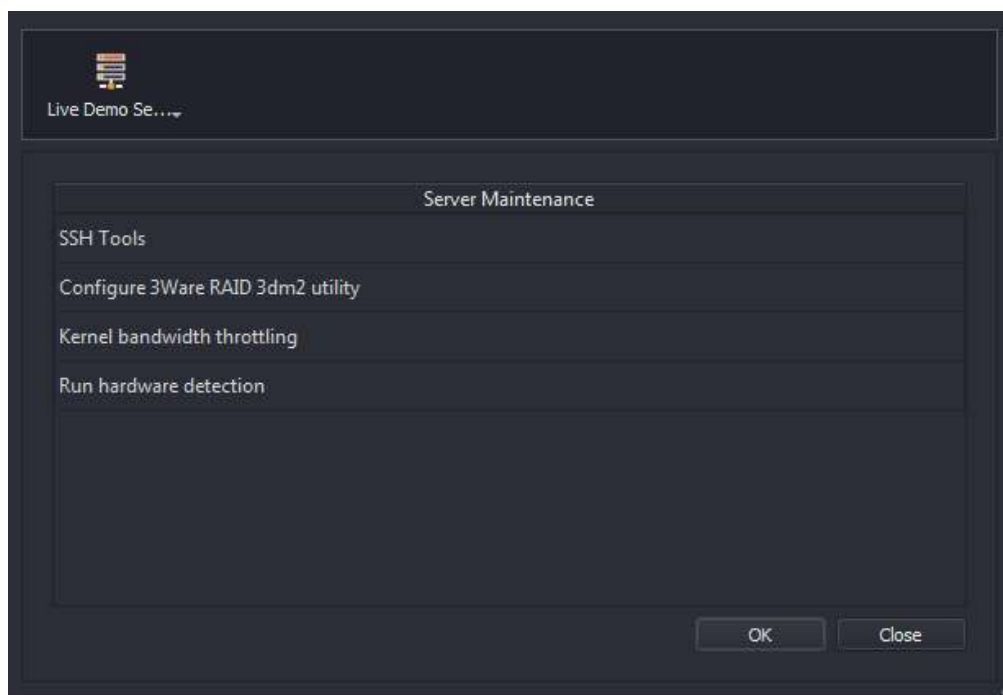 Live Demo Se...
Server Maintenance
SSH Tools
Configure 3Ware RAID 3dm2 utility
Kernel bandwidth throttling
Run hardware detection
OK
Close